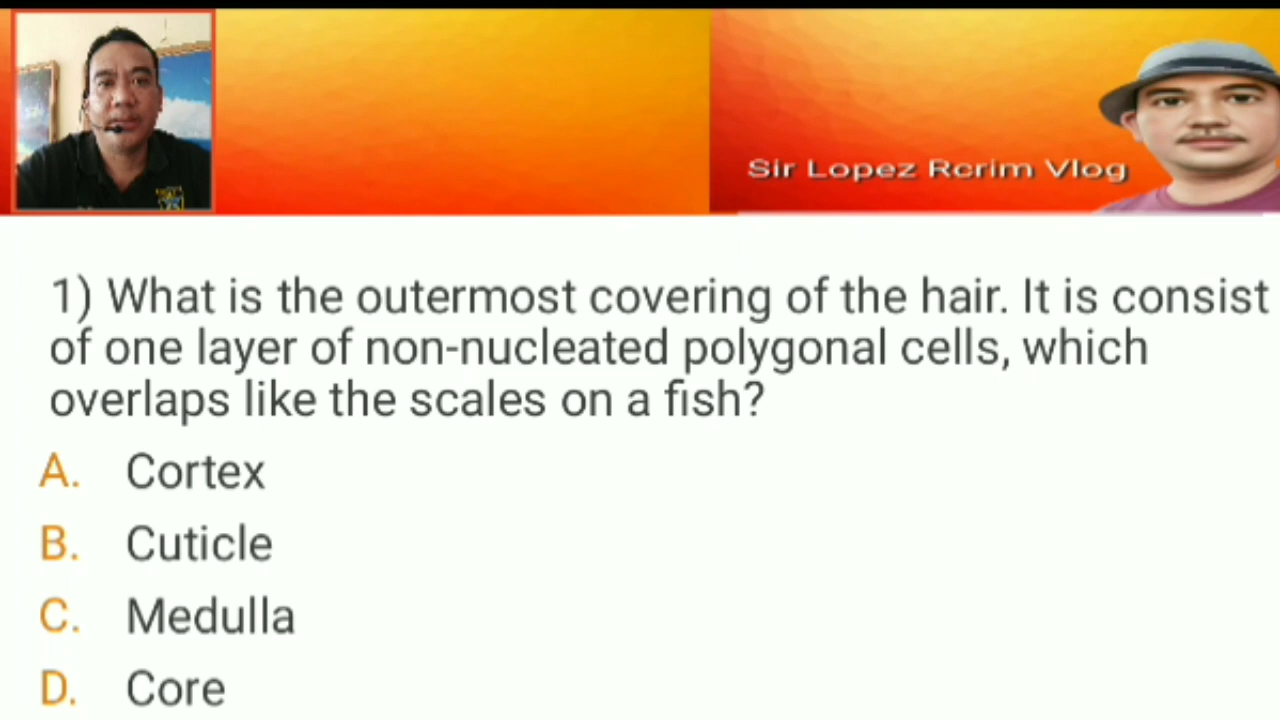 Sir Lopez Rcrim Vlog
1) What is the outermost covering of the hair. It is consist
of one layer of non-nucleated polygonal cells, which
overlaps like the scales on a fish?
A. Cortex
B. Cuticle
C. Medulla
D. Core